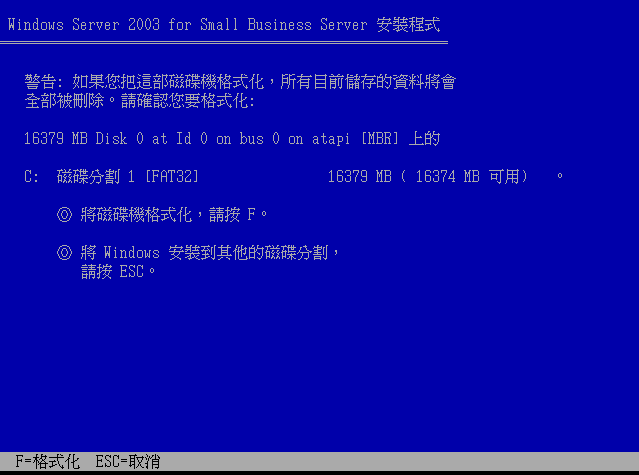 Windows Server 2003 for Small Business Server 安裝程式
警告: 如果您把這部磁碟機格式化，所有目前儲存的資料將會
全部被刪除。請確認您要格式化:
16379 MB Disk 0 at Id 0 on bus 0 on atapi [MBR] 上的
C: 磁碟分割 1 [FAT32] 16379 MB ( 16374 MB 可用) 。
◎ 將磁碟機格式化，請按 F。
◎ 將 Windows 安裝到其他的磁碟分割，
請按 ESC。
F=格式化 ESC=取消